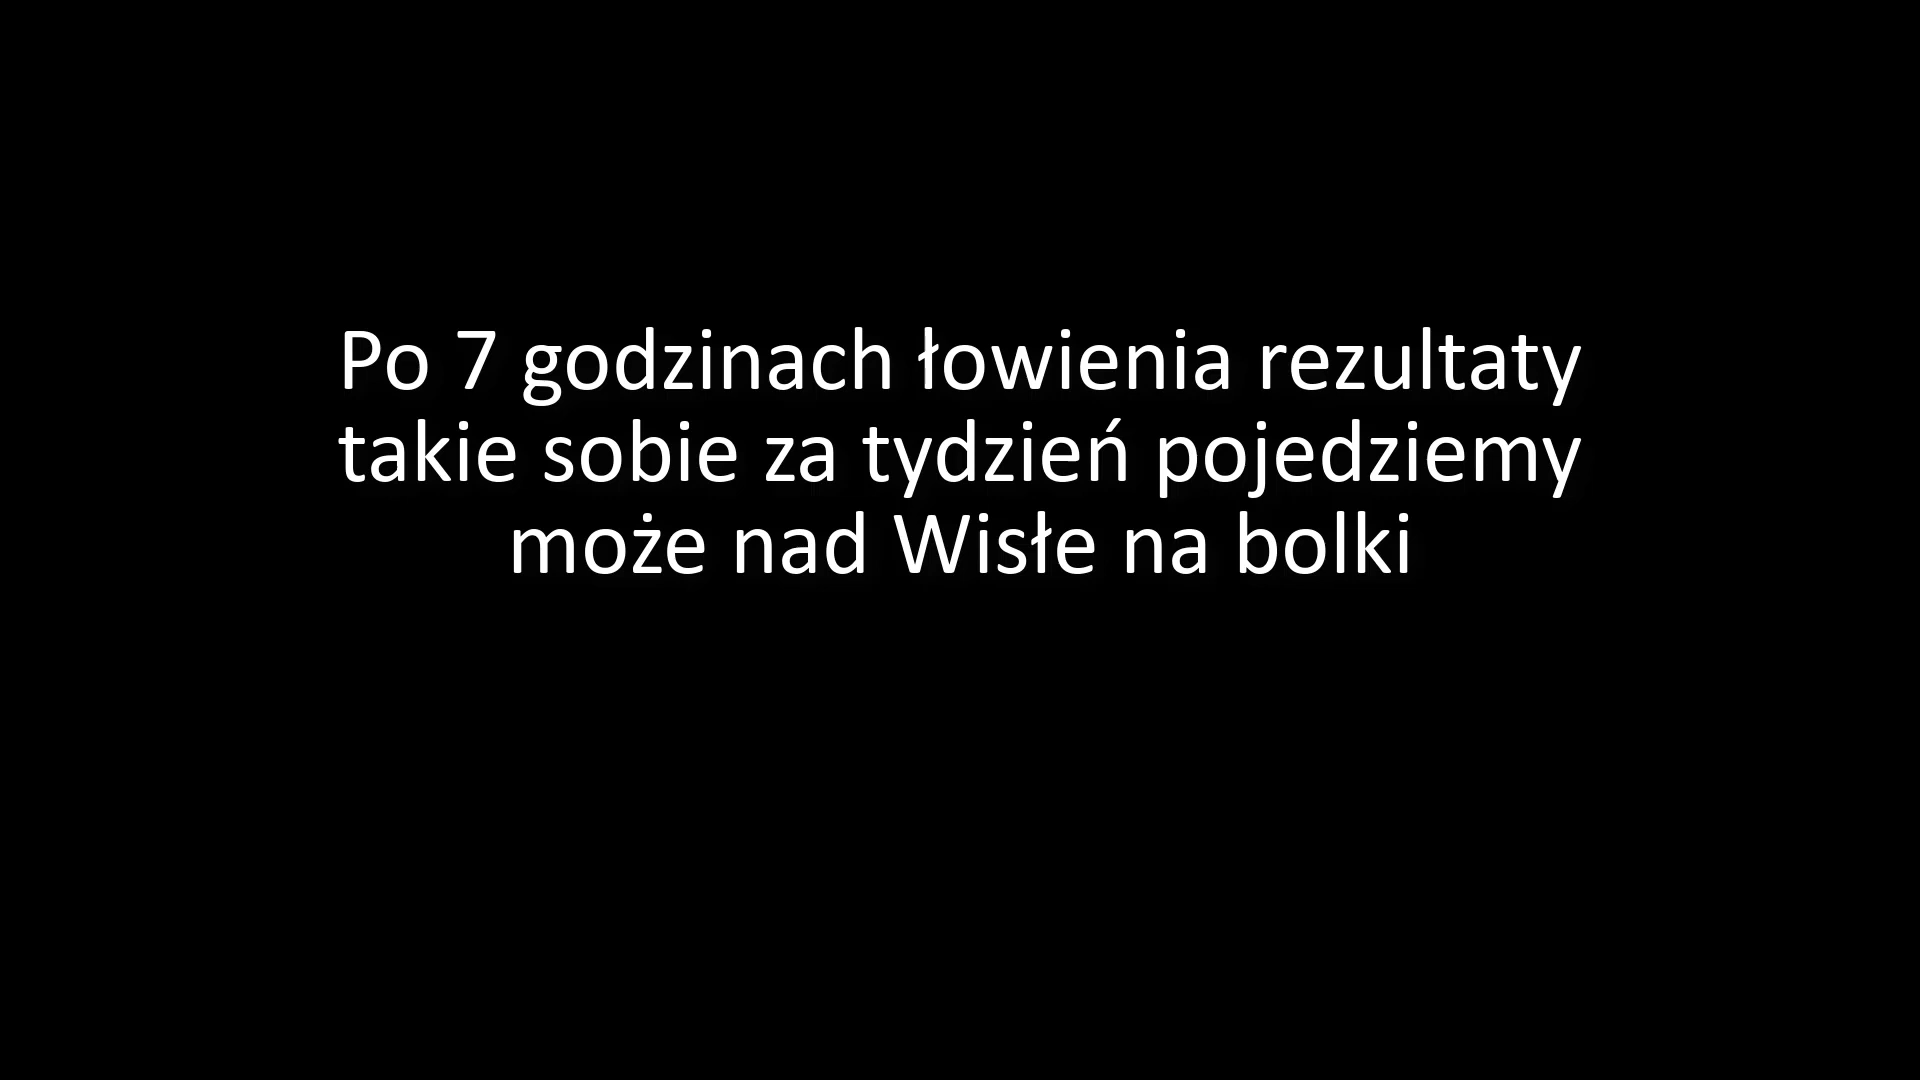 Po 7 godzinach łowienia rezultaty
takie sobie za tydzień pojedziemy
może nad Wisłe na bolki